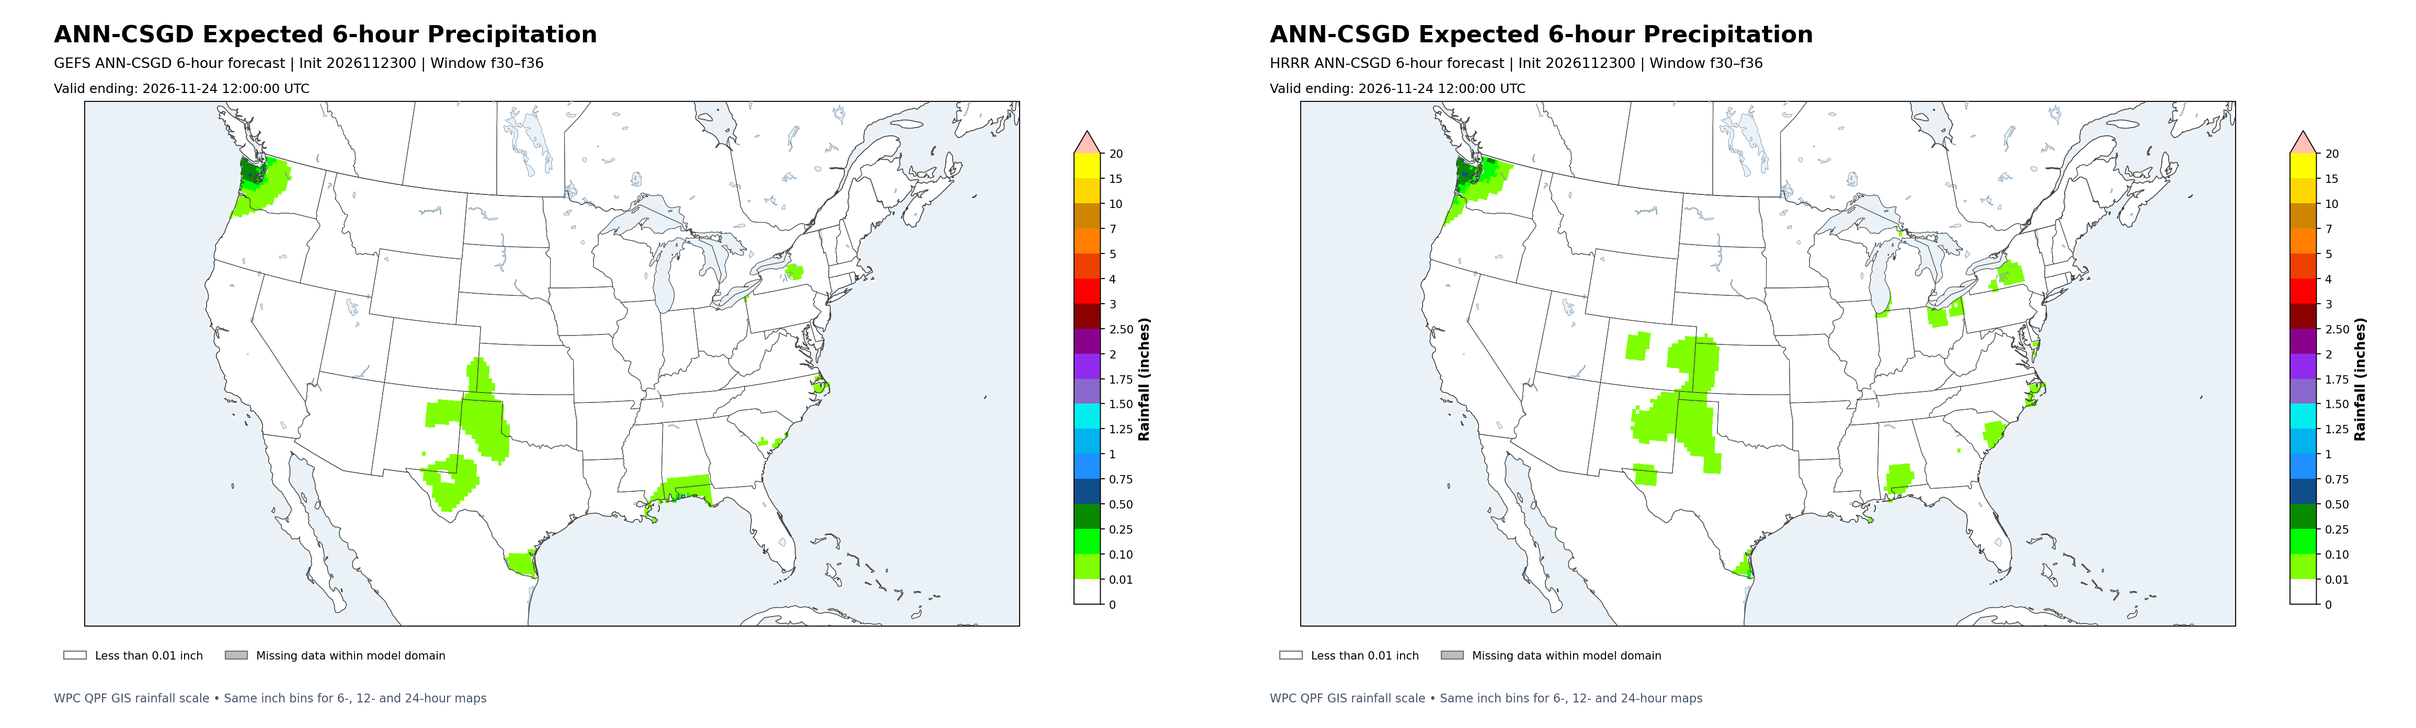 ANN-CSGD Expected 6-hour Precipitation
GEFS ANN-CSGD 6-hour forecast | Init 2026112300 | Window f30–f36
Valid ending: 2026-11-24 12:00:00 UTC
20
15
10
7
5
4
3
2.50
2
1.75
1.50
1.25
1
0.75
0.50
0.25
0.10
0.01
0
Rainfall (inches)
Less than 0.01 inch
Missing data within model domain
WPC QPF GIS rainfall scale • Same inch bins for 6-, 12- and 24-hour maps
ANN-CSGD Expected 6-hour Precipitation
HRRR ANN-CSGD 6-hour forecast | Init 2026112300 | Window f30–f36
Valid ending: 2026-11-24 12:00:00 UTC
20
15
10
7
5
4
3
2.50
2
1.75
1.50
1.25
1
0.75
0.50
0.25
0.10
0.01
0
Rainfall (inches)
Less than 0.01 inch
Missing data within model domain
WPC QPF GIS rainfall scale • Same inch bins for 6-, 12- and 24-hour maps